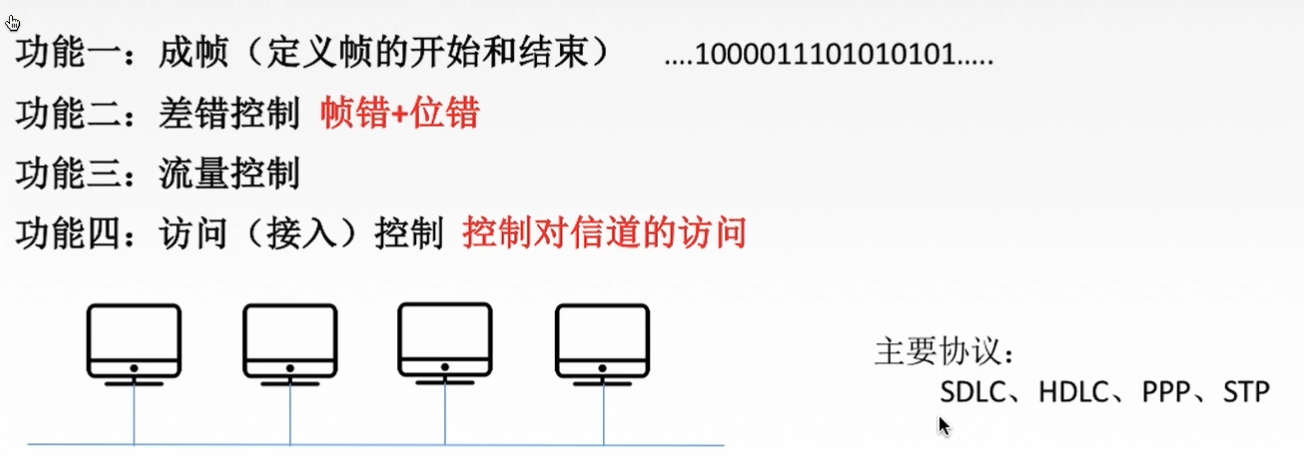 功能一：成帧（定义帧的开始和结束） ....1000011101010101.....
功能二：差错控制 帧错+位错
功能三：流量控制
功能四：访问（接入）控制 控制对信道的访问
主要协议：
SDLC、HDLC、PPP、STP